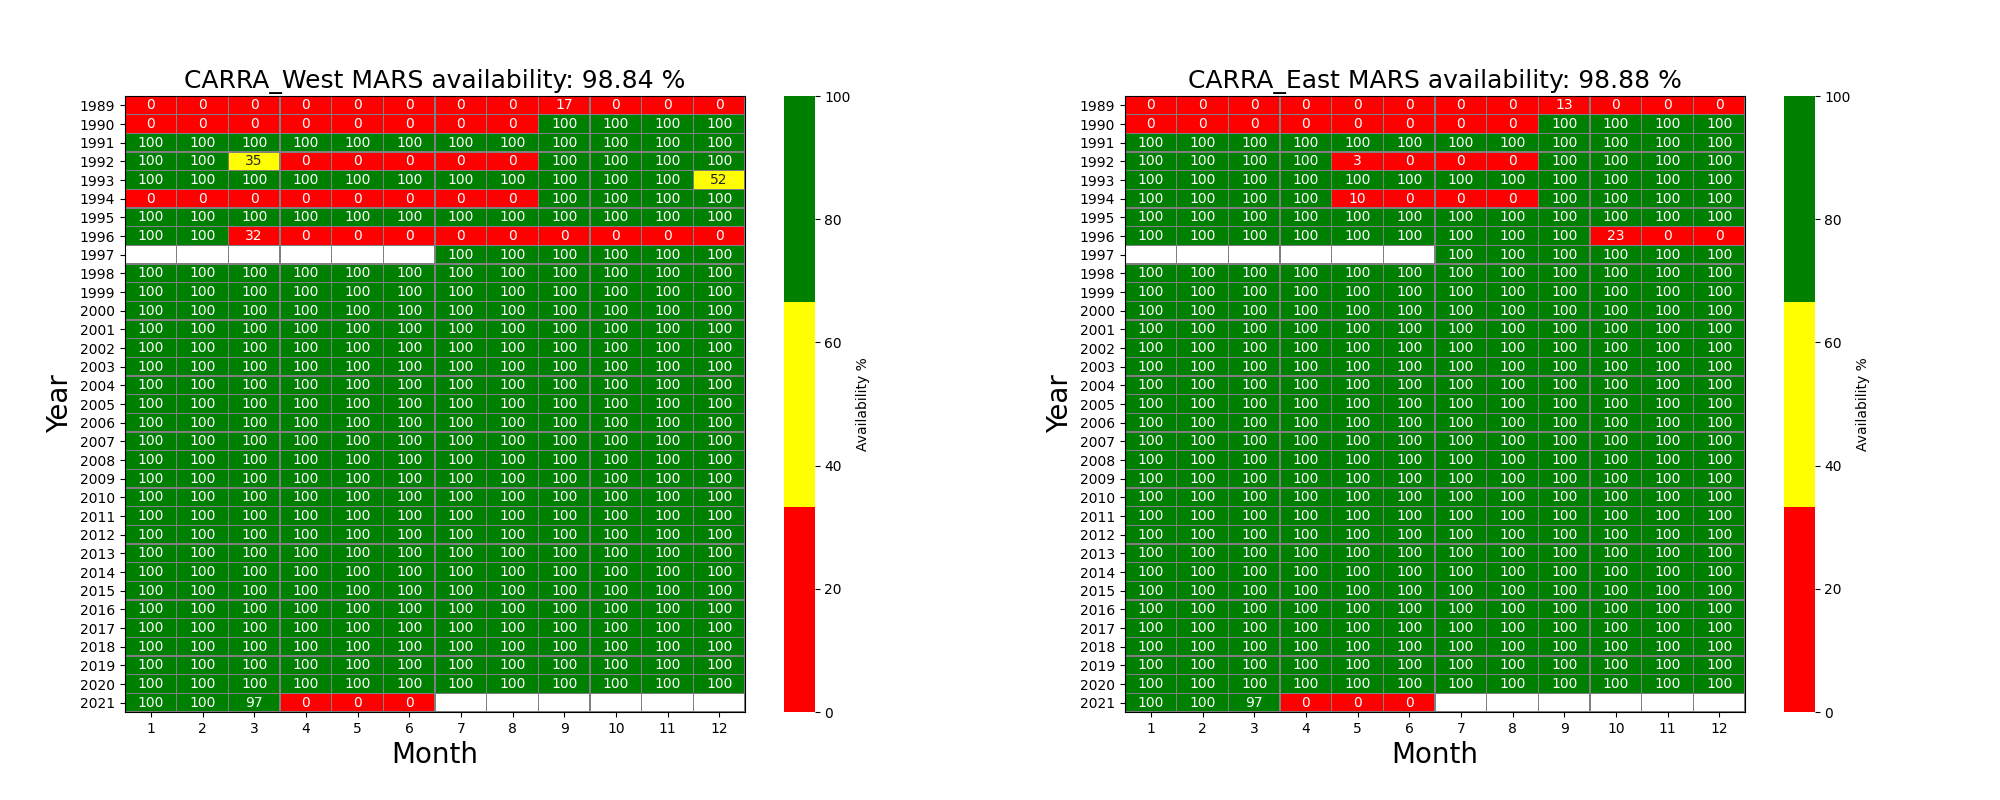 CARRA_West MARS availability: 98.84 %
1989 0 0 0 0 0 0 0 0 17 0 0 0
1990 0 0 0 0 0 0 0 0 100 100 100 100
1991 100 100 100 100 100 100 100 100 100 100 100 100
1992 100 100 35 0 0 0 0 0 100 100 100 100
1993 100 100 100 100 100 100 100 100 100 100 100 52
1994 0 0 0 0 0 0 0 0 100 100 100 100
1995 100 100 100 100 100 100 100 100 100 100 100 100
1996 100 100 32 0 0 0 0 0 0 0 0 0
1997 100 100 100 100 100 100
1998 100 100 100 100 100 100 100 100 100 100 100 100
1999 100 100 100 100 100 100 100 100 100 100 100 100
2000 100 100 100 100 100 100 100 100 100 100 100 100
2001 100 100 100 100 100 100 100 100 100 100 100 100
2002 100 100 100 100 100 100 100 100 100 100 100 100
2003 100 100 100 100 100 100 100 100 100 100 100 100
2004 100 100 100 100 100 100 100 100 100 100 100 100
2005 100 100 100 100 100 100 100 100 100 100 100 100
2006 100 100 100 100 100 100 100 100 100 100 100 100
2007 100 100 100 100 100 100 100 100 100 100 100 100
2008 100 100 100 100 100 100 100 100 100 100 100 100
2009 100 100 100 100 100 100 100 100 100 100 100 100
2010 100 100 100 100 100 100 100 100 100 100 100 100
2011 100 100 100 100 100 100 100 100 100 100 100 100
2012 100 100 100 100 100 100 100 100 100 100 100 100
2013 100 100 100 100 100 100 100 100 100 100 100 100
2014 100 100 100 100 100 100 100 100 100 100 100 100
2015 100 100 100 100 100 100 100 100 100 100 100 100
2016 100 100 100 100 100 100 100 100 100 100 100 100
2017 100 100 100 100 100 100 100 100 100 100 100 100
2018 100 100 100 100 100 100 100 100 100 100 100 100
2019 100 100 100 100 100 100 100 100 100 100 100 100
2020 100 100 100 100 100 100 100 100 100 100 100 100
2021 100 100 97 0 0 0
1 2 3 4 5 6 7 8 9 10 11 12
Month
Year
100
80
60
40
20
0
Availability %
CARRA_East MARS availability: 98.88 %
1989 0 0 0 0 0 0 0 0 13 0 0 0
1990 0 0 0 0 0 0 0 0 100 100 100 100
1991 100 100 100 100 100 100 100 100 100 100 100 100
1992 100 100 100 100 3 0 0 0 100 100 100 100
1993 100 100 100 100 100 100 100 100 100 100 100 100
1994 100 100 100 100 10 0 0 0 100 100 100 100
1995 100 100 100 100 100 100 100 100 100 100 100 100
1996 100 100 100 100 100 100 100 100 100 23 0 0
1997 100 100 100 100 100 100
1998 100 100 100 100 100 100 100 100 100 100 100 100
1999 100 100 100 100 100 100 100 100 100 100 100 100
2000 100 100 100 100 100 100 100 100 100 100 100 100
2001 100 100 100 100 100 100 100 100 100 100 100 100
2002 100 100 100 100 100 100 100 100 100 100 100 100
2003 100 100 100 100 100 100 100 100 100 100 100 100
2004 100 100 100 100 100 100 100 100 100 100 100 100
2005 100 100 100 100 100 100 100 100 100 100 100 100
2006 100 100 100 100 100 100 100 100 100 100 100 100
2007 100 100 100 100 100 100 100 100 100 100 100 100
2008 100 100 100 100 100 100 100 100 100 100 100 100
2009 100 100 100 100 100 100 100 100 100 100 100 100
2010 100 100 100 100 100 100 100 100 100 100 100 100
2011 100 100 100 100 100 100 100 100 100 100 100 100
2012 100 100 100 100 100 100 100 100 100 100 100 100
2013 100 100 100 100 100 100 100 100 100 100 100 100
2014 100 100 100 100 100 100 100 100 100 100 100 100
2015 100 100 100 100 100 100 100 100 100 100 100 100
2016 100 100 100 100 100 100 100 100 100 100 100 100
2017 100 100 100 100 100 100 100 100 100 100 100 100
2018 100 100 100 100 100 100 100 100 100 100 100 100
2019 100 100 100 100 100 100 100 100 100 100 100 100
2020 100 100 100 100 100 100 100 100 100 100 100 100
2021 100 100 97 0 0 0
1 2 3 4 5 6 7 8 9 10 11 12
Month
Year
100
80
60
40
20
0
Availability %